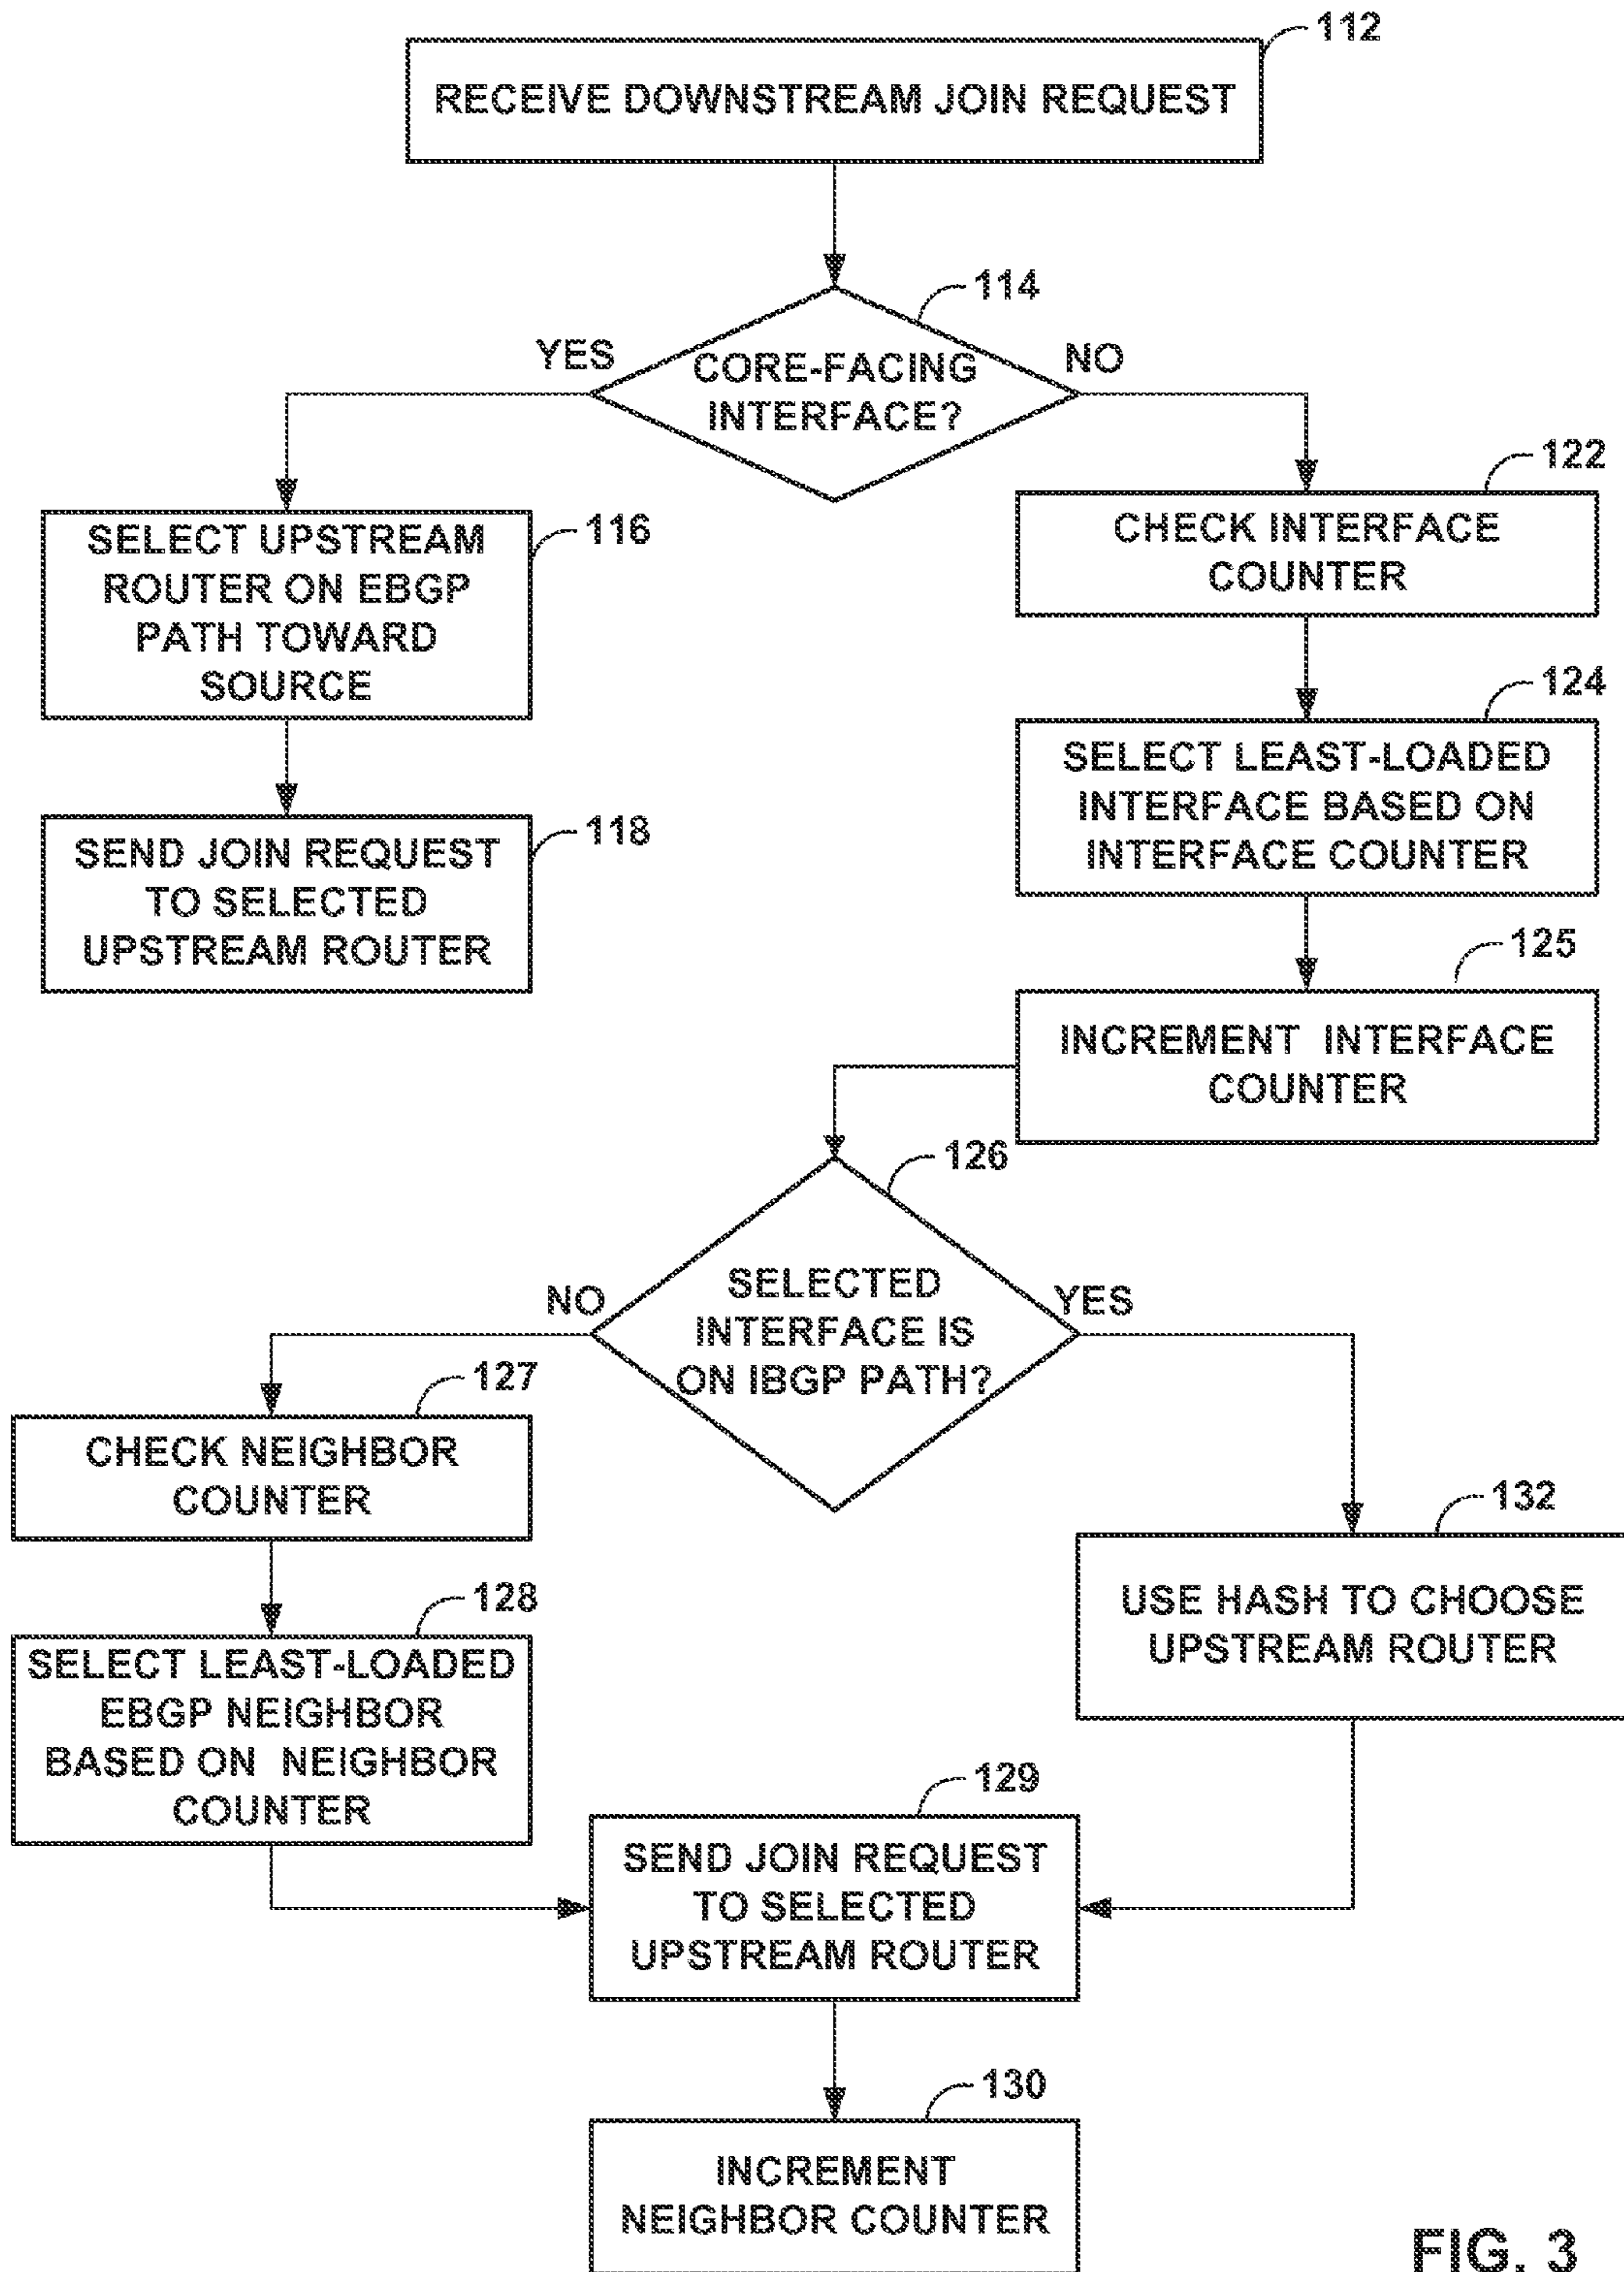 112
RECEIVE DOWNSTREAM JOIN REQUEST
114
YES
CORE-FACING
INTERFACE?
NO
116
SELECT UPSTREAM
ROUTER ON EBGP
PATH TOWARD
SOURCE
118
SEND JOIN REQUEST
TO SELECTED
UPSTREAM ROUTER
122
CHECK INTERFACE
COUNTER
124
SELECT LEAST-LOADED
INTERFACE BASED ON
INTERFACE COUNTER
125
INCREMENT INTERFACE
COUNTER
126
NO
SELECTED
INTERFACE IS
ON IBGP PATH?
YES
127
CHECK NEIGHBOR
COUNTER
128
SELECT LEAST-LOADED
EBGP NEIGHBOR
BASED ON NEIGHBOR
COUNTER
132
USE HASH TO CHOOSE
UPSTREAM ROUTER
129
SEND JOIN REQUEST
TO SELECTED
UPSTREAM ROUTER
130
INCREMENT
NEIGHBOR COUNTER
FIG. 3